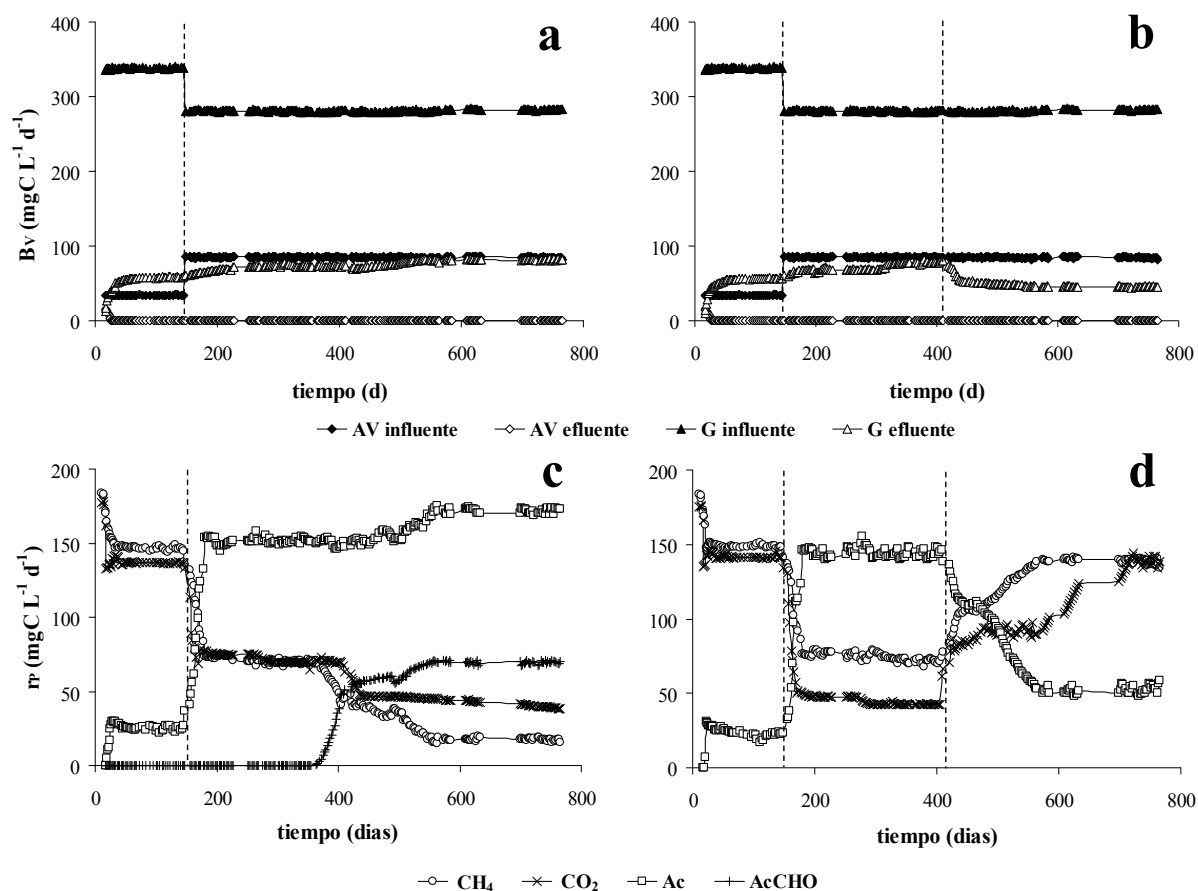 a
b
400
300
200
100
0
Bv (mgC L⁻¹ d⁻¹)
0 200 400 600 800
tiempo (d)
400
300
200
100
0
0 200 400 600 800
tiempo (d)
AV influente AV efluente G influente G efluente
c
d
200
150
100
50
0
rP (mgC L⁻¹ d⁻¹)
0 200 400 600 800
tiempo (dias)
200
150
100
50
0
0 200 400 600 800
tiempo (dias)
CH₄ CO₂ Ac AcCHO